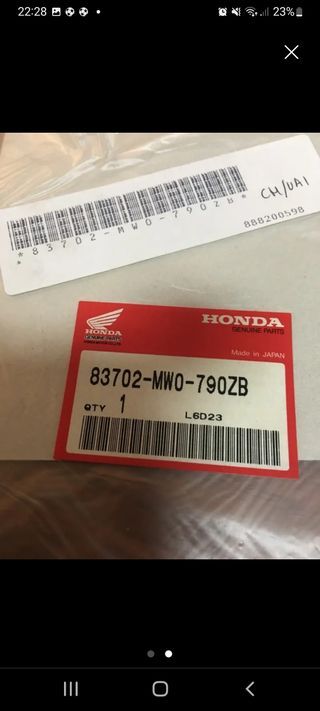 22:28
23%
*83702-MW0-790ZB*
*
CH/UA1
888200598
HONDA
GENUINE PARTS
HONDA
GENUINE PARTS
Made in JAPAN
83702-MW0-790ZB
QTY 1
L6D23